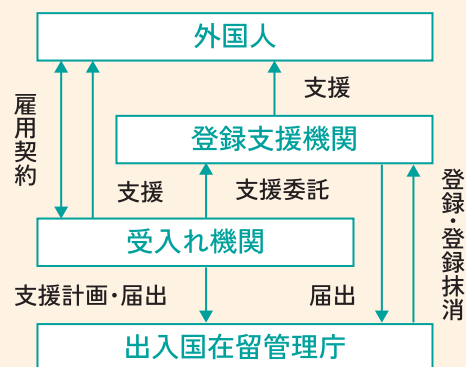 外国人
雇用契約
支援
登録支援機関
支援
支援委託
登録・登録抹消
受入れ機関
支援計画・届出
届出
出入国在留管理庁